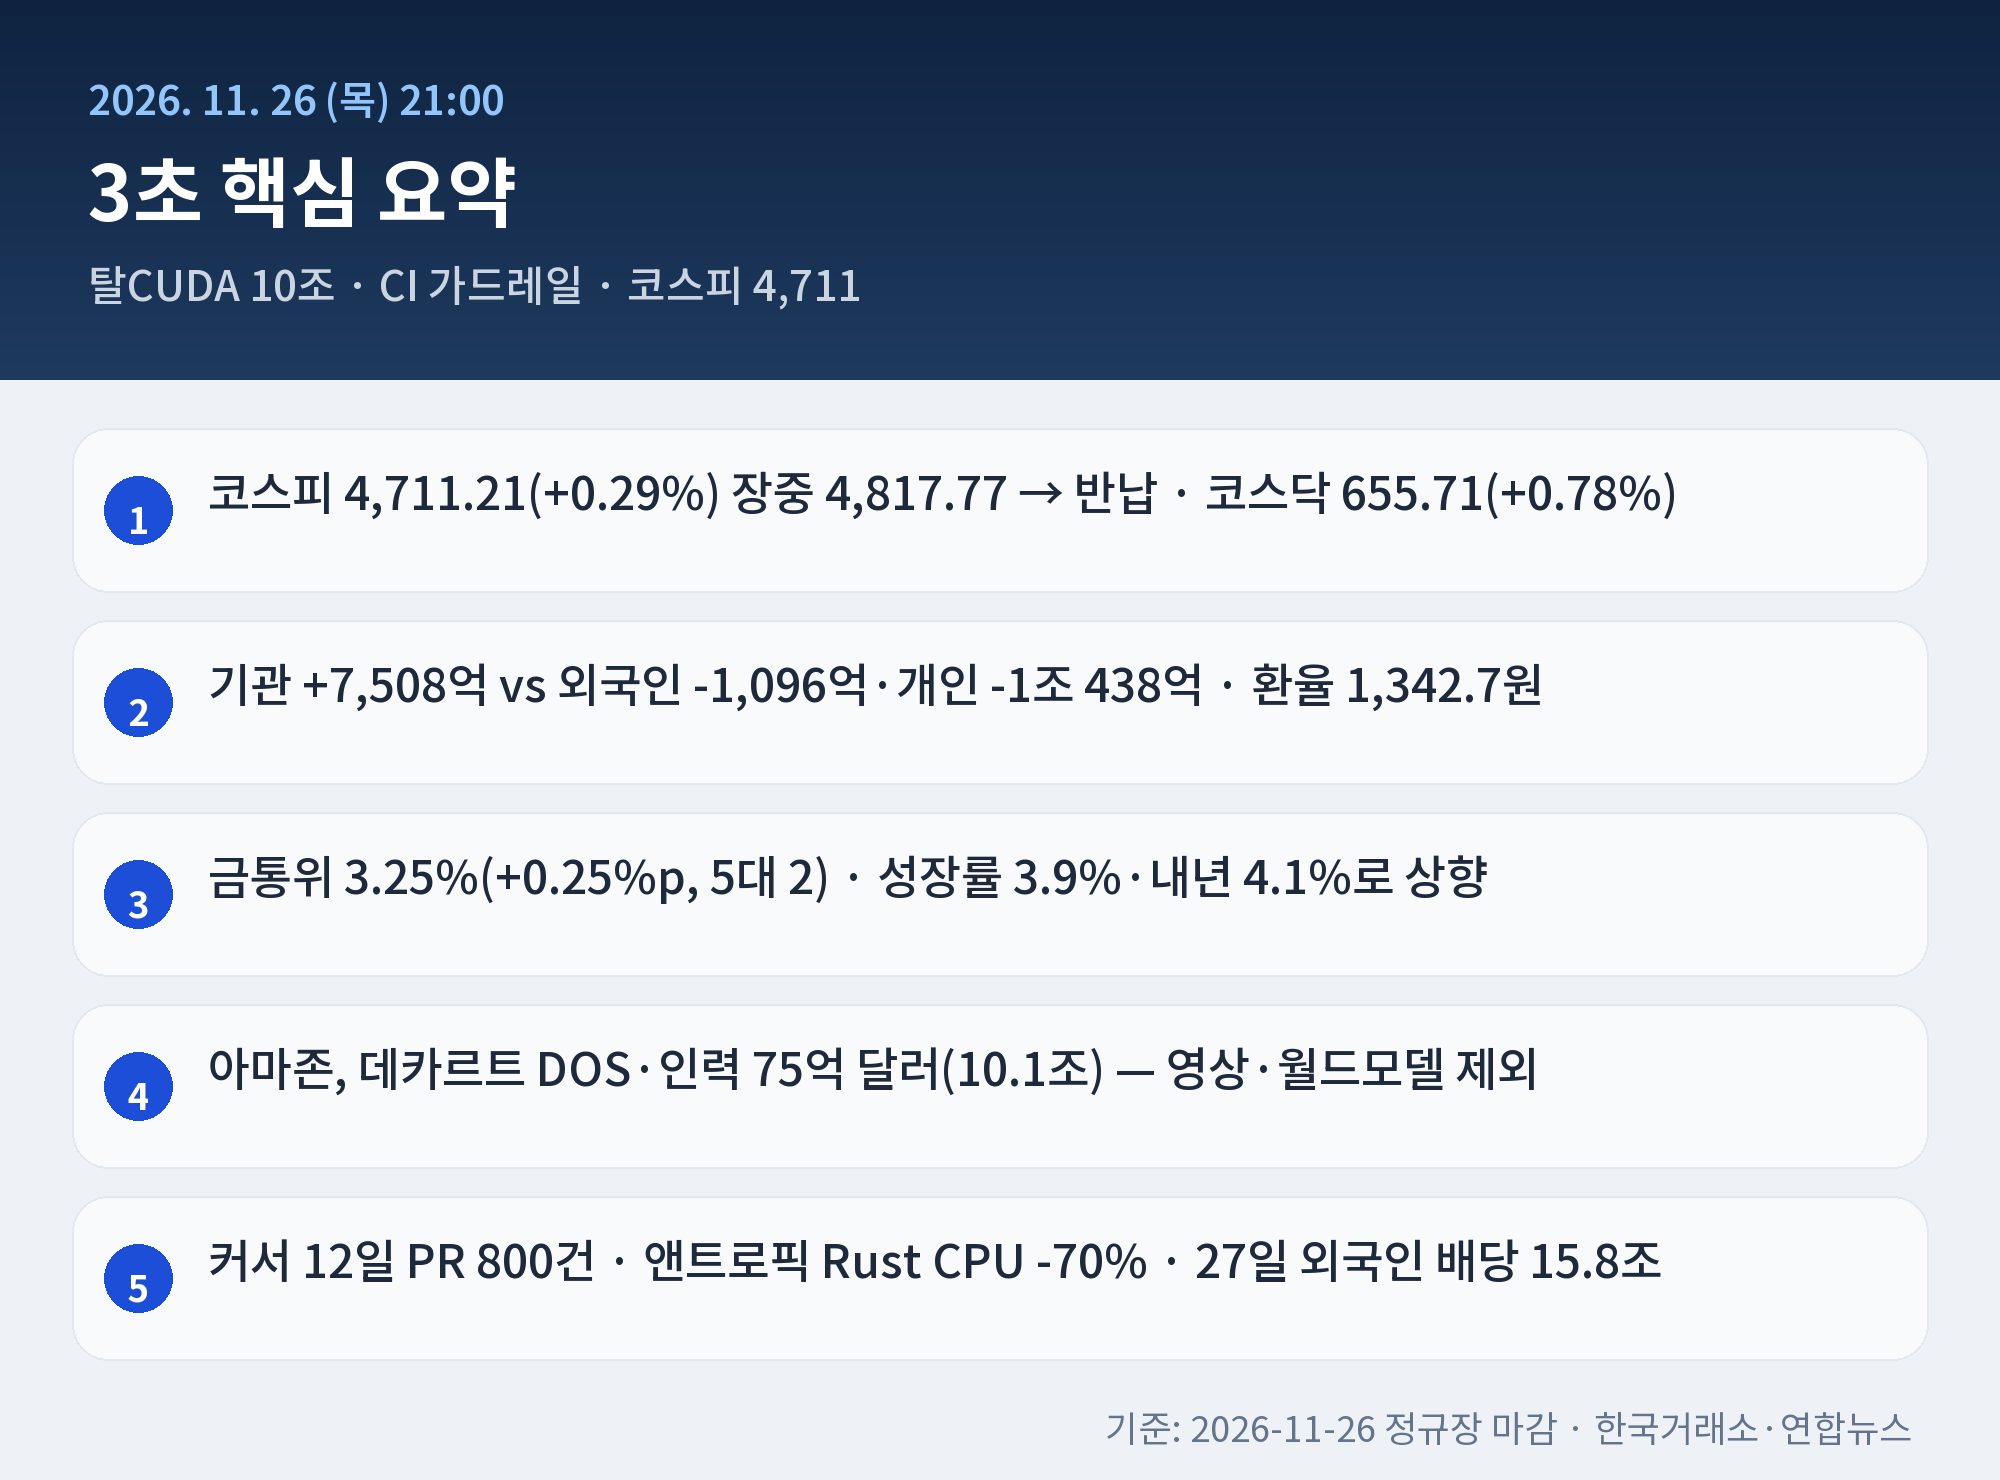 2026. 11. 26 (목) 21:00
3초 핵심 요약
탈CUDA 10조 · CI 가드레일 · 코스피 4,711
1 코스피 4,711.21(+0.29%) 장중 4,817.77 → 반납 · 코스닥 655.71(+0.78%)
2 기관 +7,508억 vs 외국인 -1,096억·개인 -1조 438억 · 환율 1,342.7원
3 금통위 3.25%(+0.25%p, 5대 2) · 성장률 3.9%·내년 4.1%로 상향
4 아마존, 데카르트 DOS·인력 75억 달러(10.1조) — 영상·월드모델 제외
5 커서 12일 PR 800건 · 앤트로픽 Rust CPU -70% · 27일 외국인 배당 15.8조
기준: 2026-11-26 정규장 마감 · 한국거래소·연합뉴스